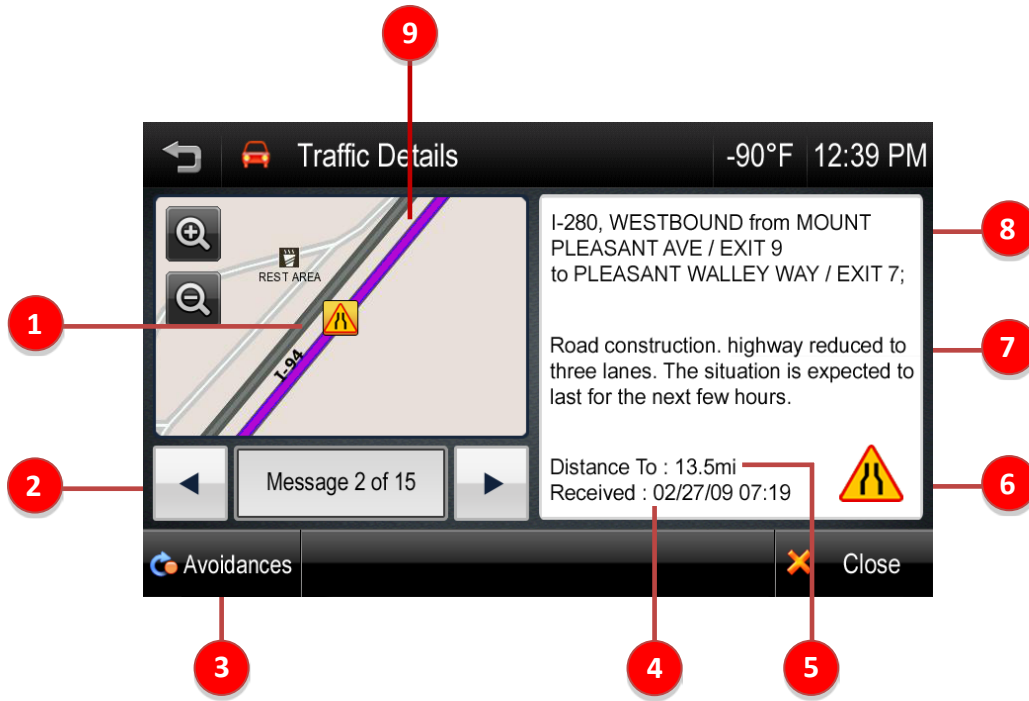 9
Traffic Details
-90°F 12:39 PM
REST AREA
I-94
I-280, WESTBOUND from MOUNT
PLEASANT AVE / EXIT 9
to PLEASANT WALLEY WAY / EXIT 7;
8
1
Road construction. highway reduced to
three lanes. The situation is expected to
last for the next few hours.
7
2
Message 2 of 15
Distance To : 13.5mi
Received : 02/27/09 07:19
6
Avoidances
Close
3
4
5